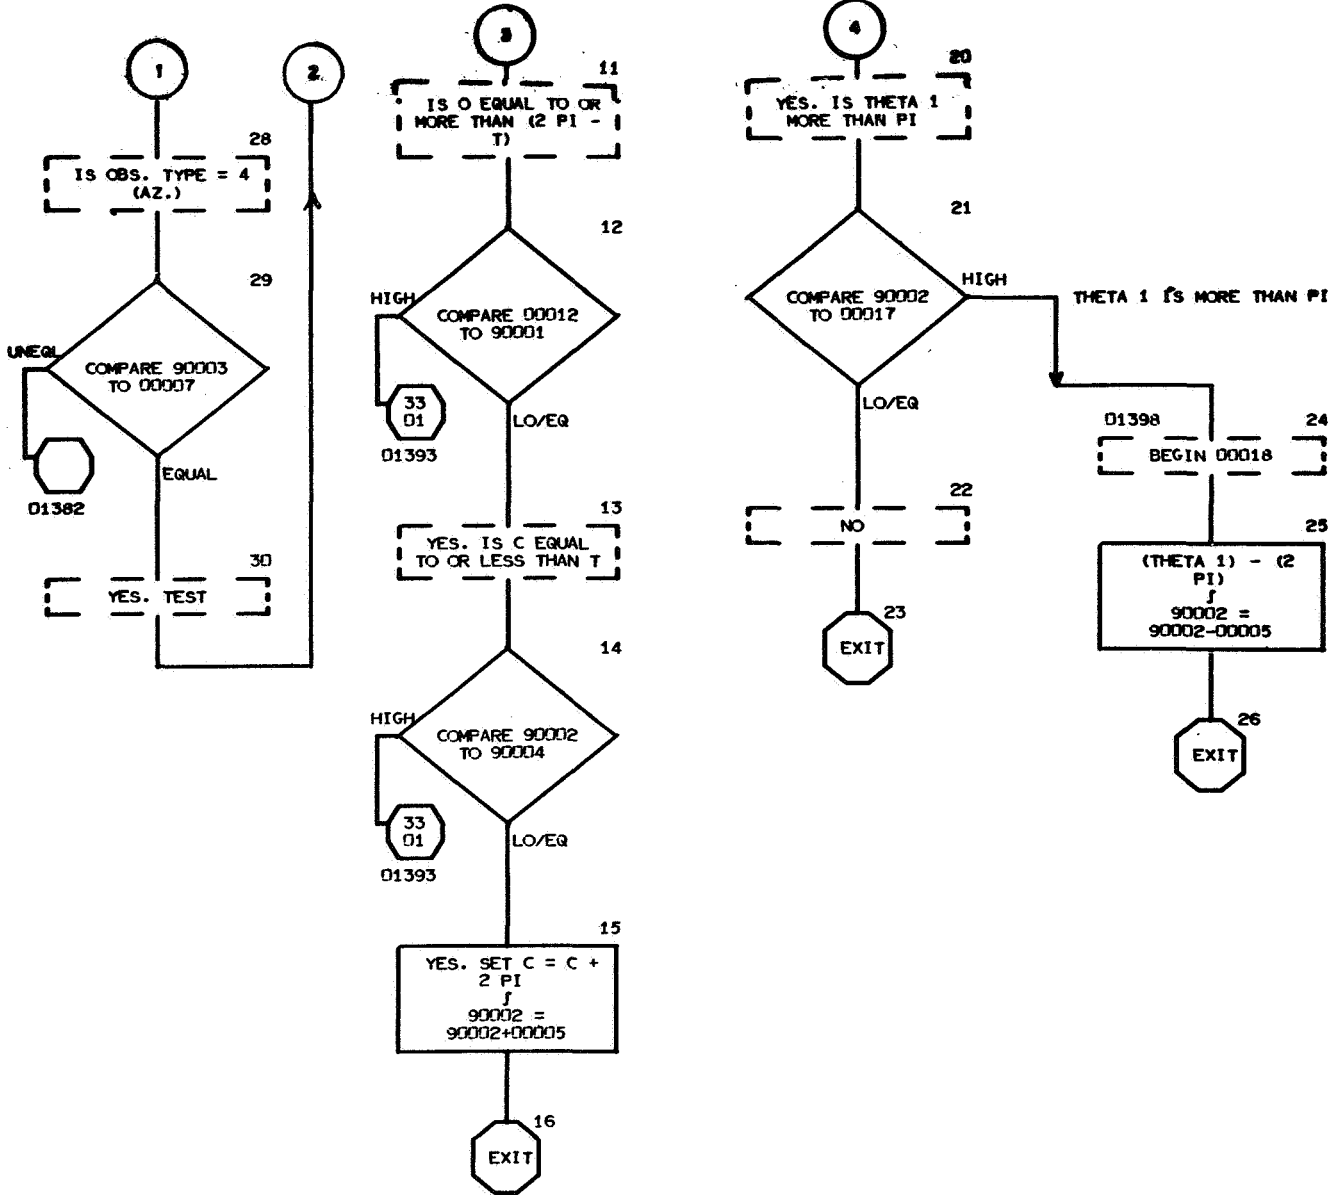 1
28
IS OBS. TYPE = 4
(AZ.)
29
UNEQL
COMPARE 90003
TO 00007
01382
EQUAL
30
YES. TEST
2
3
11
IS O EQUAL TO OR
MORE THAN (2 PI -
T)
12
HIGH
COMPARE 00012
TO 90001
33
01
01393
LO/EQ
13
YES. IS C EQUAL
TO OR LESS THAN T
14
HIGH
COMPARE 90002
TO 90004
33
01
01393
LO/EQ
15
YES. SET C = C +
2 PI
∫
90002 =
90002+00005
16
EXIT
4
20
YES. IS THETA 1
MORE THAN PI
21
HIGH
COMPARE 90002
TO 00017
THETA 1 IS MORE THAN PI
LO/EQ
22
NO
23
EXIT
01398
24
BEGIN 00018
25
(THETA 1) - (2
PI)
∫
90002 =
90002-00005
26
EXIT